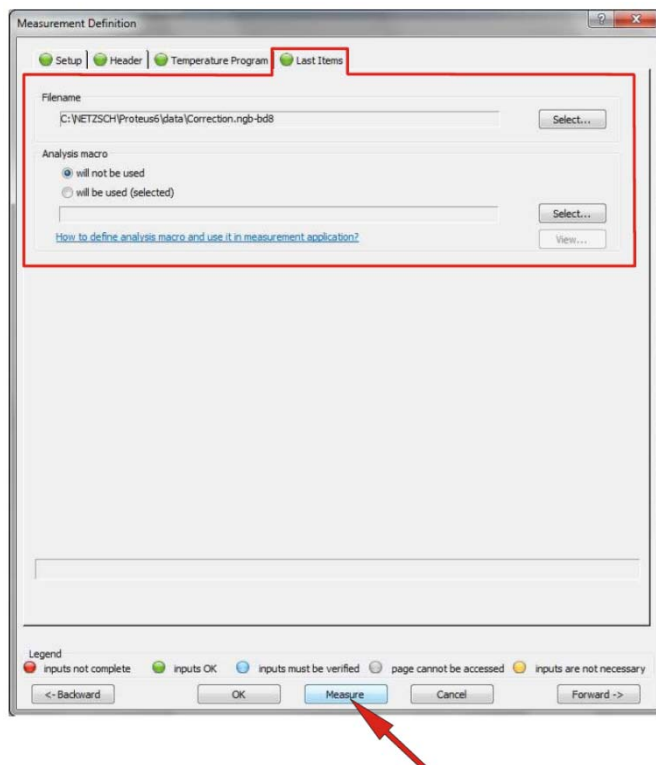 Measurement Definition
Setup Header Temperature Program Last Items
Filename
C:\NETZSCH\Proteus6\data\Correction.ngb-bd8 Select...
Analysis macro
will not be used
will be used (selected)
Select...
How to define analysis macro and use it in measurement application? View...
Legend
inputs not complete inputs OK inputs must be verified page cannot be accessed inputs are not necessary
<- Backward OK Measure Cancel Forward ->